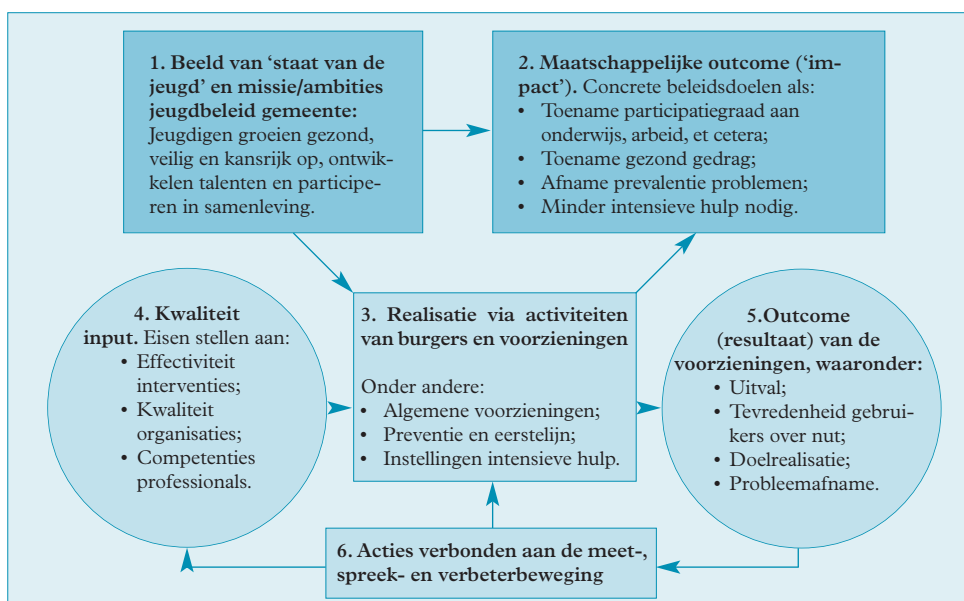 1. Beeld van ‘staat van de
jeugd’ en missie/ambities
jeugdbeleid gemeente:
Jeugdigen groeien gezond,
veilig en kansrijk op, ontwik-
kelen talenten en participe-
ren in samenleving.
2. Maatschappelijke outcome (‘im-
pact’). Concrete beleidsdoelen als:
• Toename participatiegraad aan
onderwijs, arbeid, et cetera;
• Toename gezond gedrag;
• Afname prevalentie problemen;
• Minder intensieve hulp nodig.
4. Kwaliteit
input. Eisen stellen aan:
• Effectiviteit
interventies;
• Kwaliteit
organisaties;
• Competenties
professionals.
3. Realisatie via activiteiten
van burgers en voorzieningen
Onder andere:
• Algemene voorzieningen;
• Preventie en eerstelijn;
• Instellingen intensieve hulp.
5.Outcome
(resultaat) van de
voorzieningen, waaronder:
• Uitval;
• Tevredenheid gebrui-
kers over nut;
• Doelrealisatie;
• Probleemafname.
6. Acties verbonden aan de meet-,
spreek- en verbeterbeweging